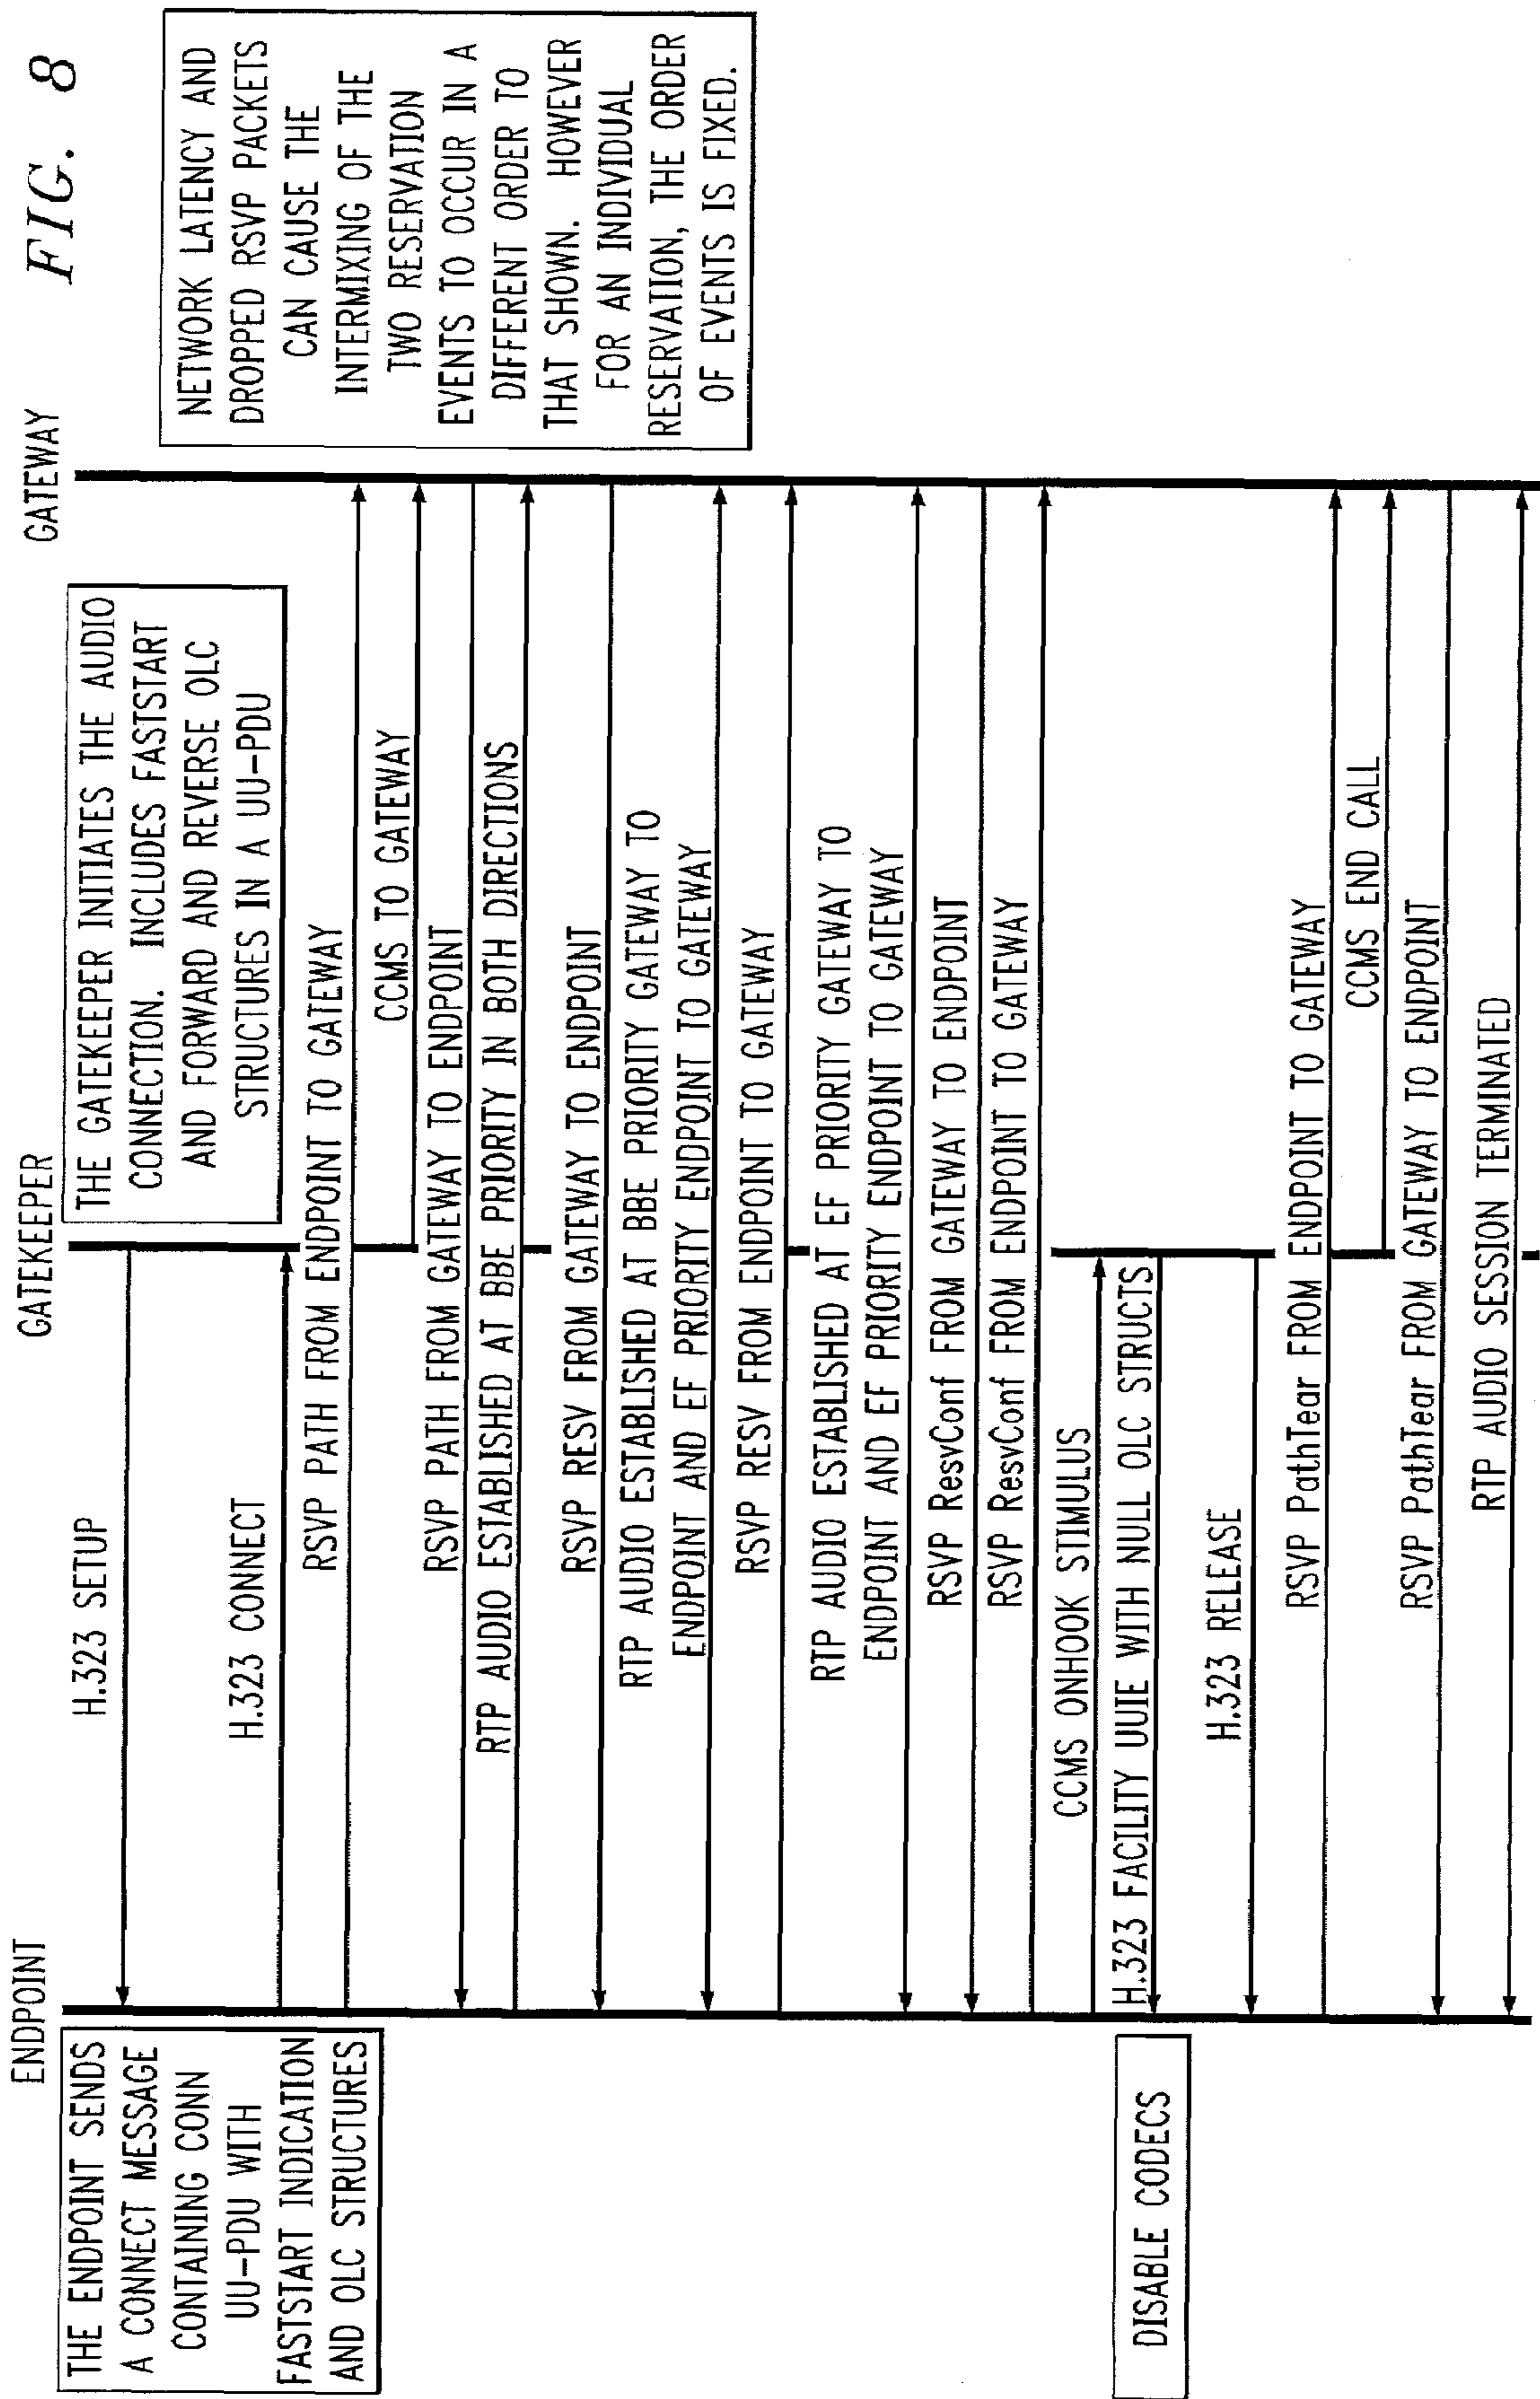 FIG. 8
ENDPOINT
GATEKEEPER
GATEWAY
THE ENDPOINT SENDS
A CONNECT MESSAGE
CONTAINING CONN
UU-PDU WITH
FASTSTART INDICATION
AND OLC STRUCTURES
THE GATEKEEPER INITIATES THE AUDIO
CONNECTION. INCLUDES FASTSTART
AND FORWARD AND REVERSE OLC
STRUCTURES IN A UU-PDU
NETWORK LATENCY AND
DROPPED RSVP PACKETS
CAN CAUSE THE
INTERMIXING OF THE
TWO RESERVATION
EVENTS TO OCCUR IN A
DIFFERENT ORDER TO
THAT SHOWN. HOWEVER
FOR AN INDIVIDUAL
RESERVATION, THE ORDER
OF EVENTS IS FIXED.
H.323 SETUP
H.323 CONNECT
RSVP PATH FROM ENDPOINT TO GATEWAY
CCMS TO GATEWAY
RSVP PATH FROM GATEWAY TO ENDPOINT
RTP AUDIO ESTABLISHED AT BBE PRIORITY IN BOTH DIRECTIONS
RSVP RESV FROM GATEWAY TO ENDPOINT
RTP AUDIO ESTABLISHED AT BBE PRIORITY GATEWAY TO
ENDPOINT AND EF PRIORITY ENDPOINT TO GATEWAY
RSVP RESV FROM ENDPOINT TO GATEWAY
RTP AUDIO ESTABLISHED AT EF PRIORITY GATEWAY TO
ENDPOINT AND EF PRIORITY ENDPOINT TO GATEWAY
RSVP ResvConf FROM GATEWAY TO ENDPOINT
RSVP ResvConf FROM ENDPOINT TO GATEWAY
CCMS ONHOOK STIMULUS
H.323 FACILITY UUIE WITH NULL OLC STRUCTS
DISABLE CODECS
H.323 RELEASE
RSVP PathTear FROM ENDPOINT TO GATEWAY
CCMS END CALL
RSVP PathTear FROM GATEWAY TO ENDPOINT
RTP AUDIO SESSION TERMINATED